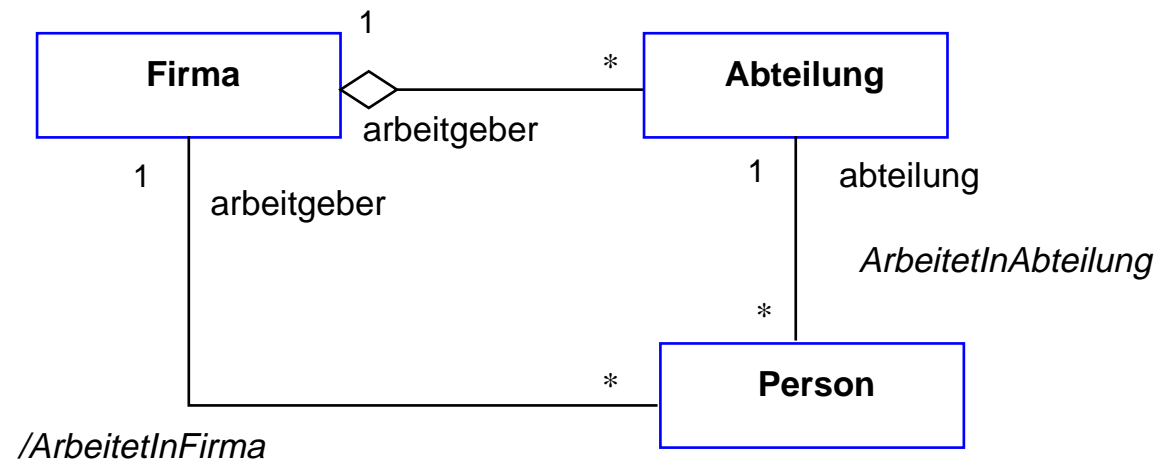 1
Firma
*
Abteilung
arbeitgeber
1
arbeitgeber
1
abteilung
ArbeitetInAbteilung
*
*
Person
/ArbeitetInFirma